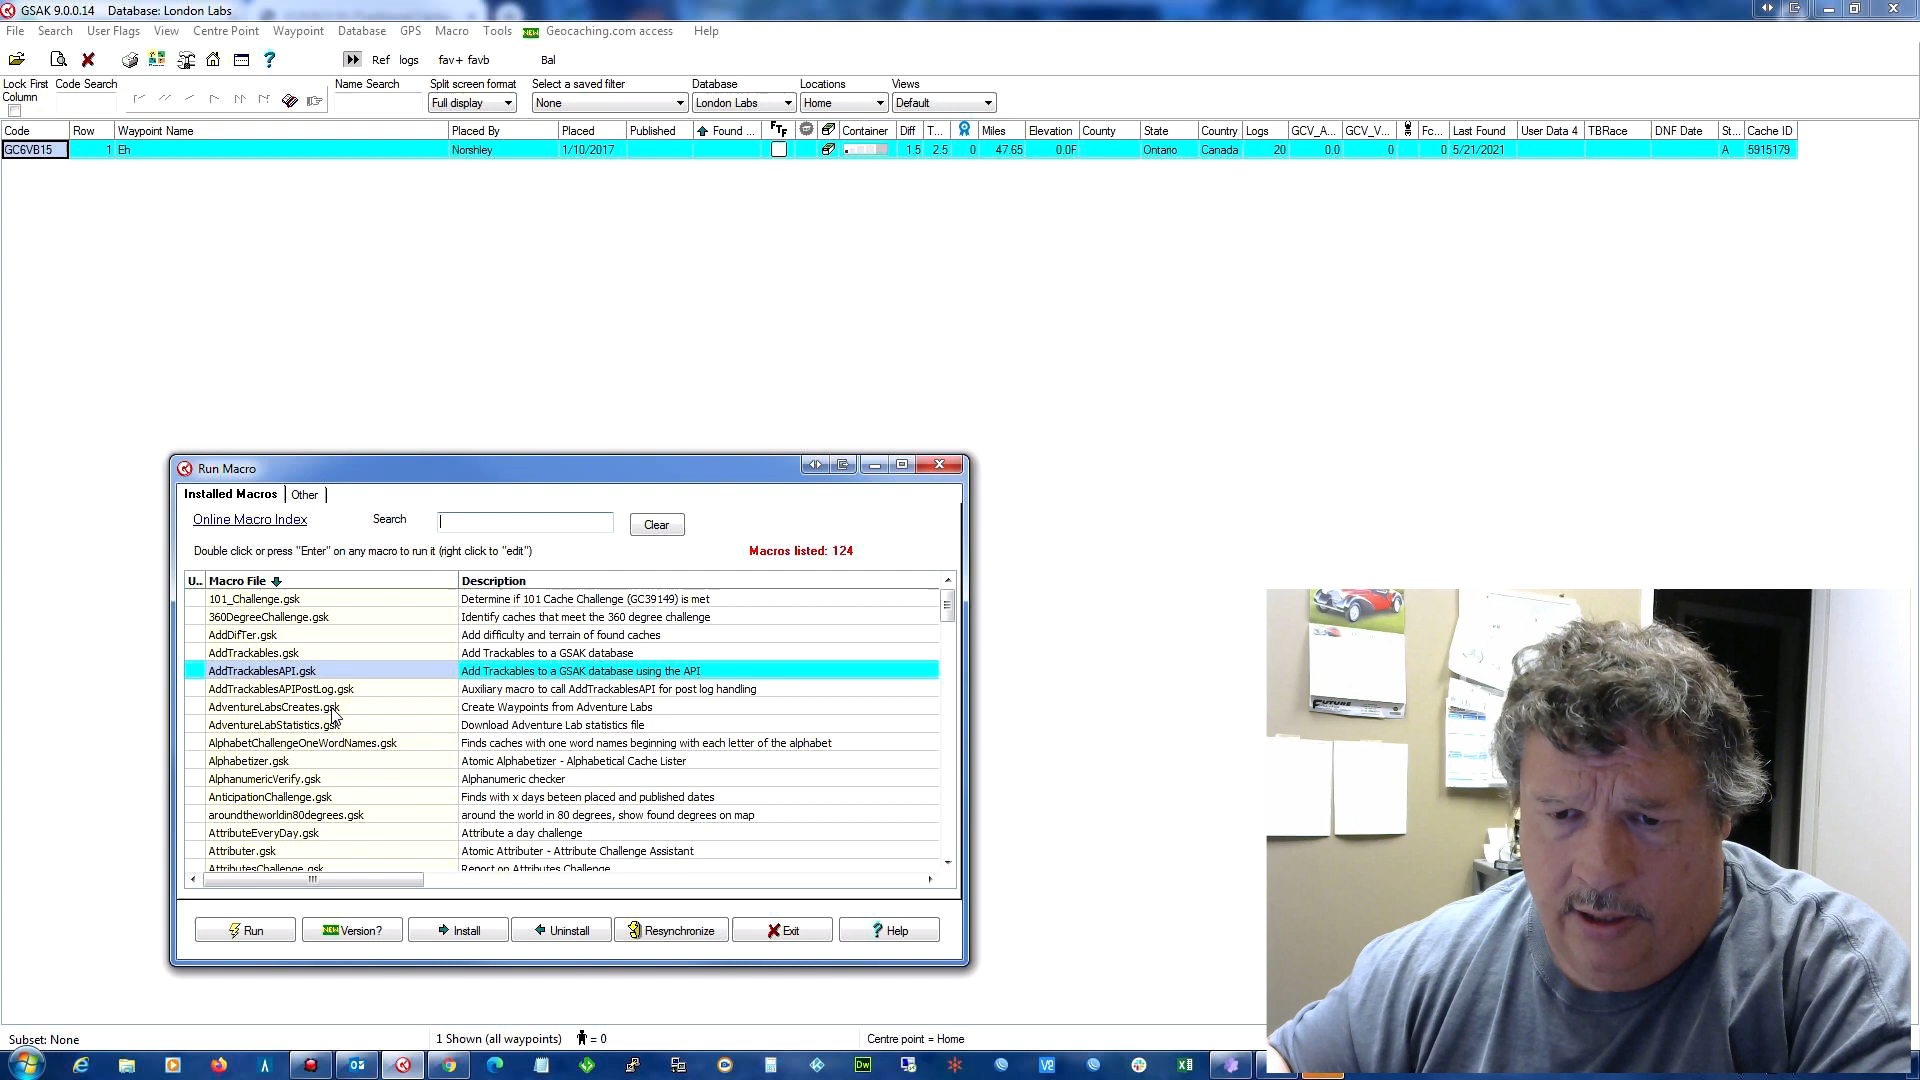 GSAK 9.0.0.14 Database: London Labs
File Search User Flags View Centre Point Waypoint Database GPS Macro Tools NEW Geocaching.com access Help
Ref logs fav+ favb Bal
Lock First Column Code Search Name Search Split screen format Select a saved filter Database Locations Views
Full display None London Labs Home Default
Code Row Waypoint Name Placed By Placed Published Found ... FTF Container Diff T... Miles Elevation County State Country Logs GCV_A... GCV_V... Fc... Last Found User Data 4 TBRace DNF Date St... Cache ID
GC6VB15 1 Eh Norshley 1/10/2017 1.5 2.5 0 47.65 0.0F Ontario Canada 20 0.0 0 0 5/21/2021 A 5915179
Run Macro
Installed Macros Other
Online Macro Index Search Clear
Double click or press "Enter" on any macro to run it (right click to "edit") Macros listed: 124
U.. Macro File Description
101_Challenge.gsk Determine if 101 Cache Challenge (GC39149) is met
360DegreeChallenge.gsk Identify caches that meet the 360 degree challenge
AddDifTer.gsk Add difficulty and terrain of found caches
AddTrackables.gsk Add Trackables to a GSAK database
AddTrackablesAPI.gsk Add Trackables to a GSAK database using the API
AddTrackablesAPIPostLog.gsk Auxiliary macro to call AddTrackablesAPI for post log handling
AdventureLabsCreates.gsk Create Waypoints from Adventure Labs
AdventureLabStatistics.gsk Download Adventure Lab statistics file
AlphabetChallengeOneWordNames.gsk Finds caches with one word names beginning with each letter of the alphabet
Alphabetizer.gsk Atomic Alphabetizer - Alphabetical Cache Lister
AlphanumericVerify.gsk Alphanumeric checker
AnticipationChallenge.gsk Finds with x days beteen placed and published dates
aroundtheworldin80degrees.gsk around the world in 80 degrees, show found degrees on map
AttributeEveryDay.gsk Attribute a day challenge
Attributer.gsk Atomic Attributer - Attribute Challenge Assistant
AttributesChallenge.gsk Report on Attributes Challenge
Run NEW Version? Install Uninstall Resynchronize Exit Help
FUTURE
Subset: None 1 Shown (all waypoints) = 0 Centre point = Home
Dw